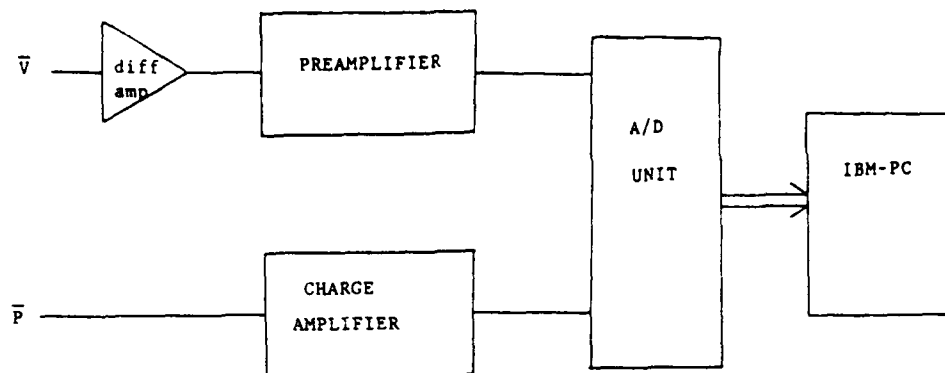 V̅
diff
amp
PREAMPLIFIER
A/D
UNIT
IBM-PC
P̅
CHARGE
AMPLIFIER